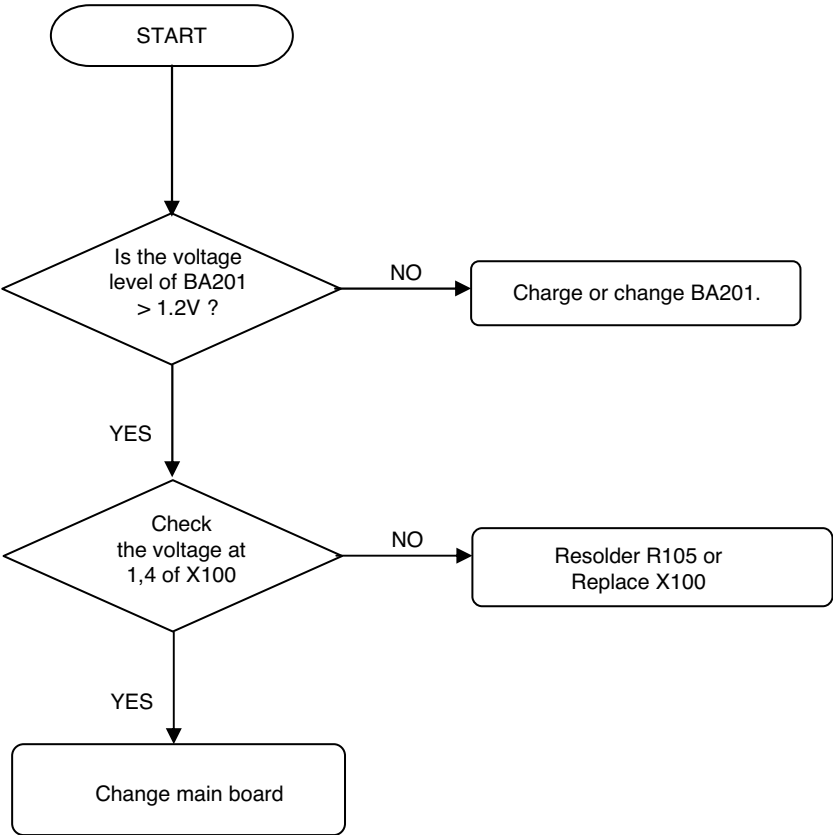 START
Is the voltage
level of BA201
> 1.2V ?
NO
Charge or change BA201.
YES
Check
the voltage at
1,4 of X100
NO
Resolder R105 or
Replace X100
YES
Change main board